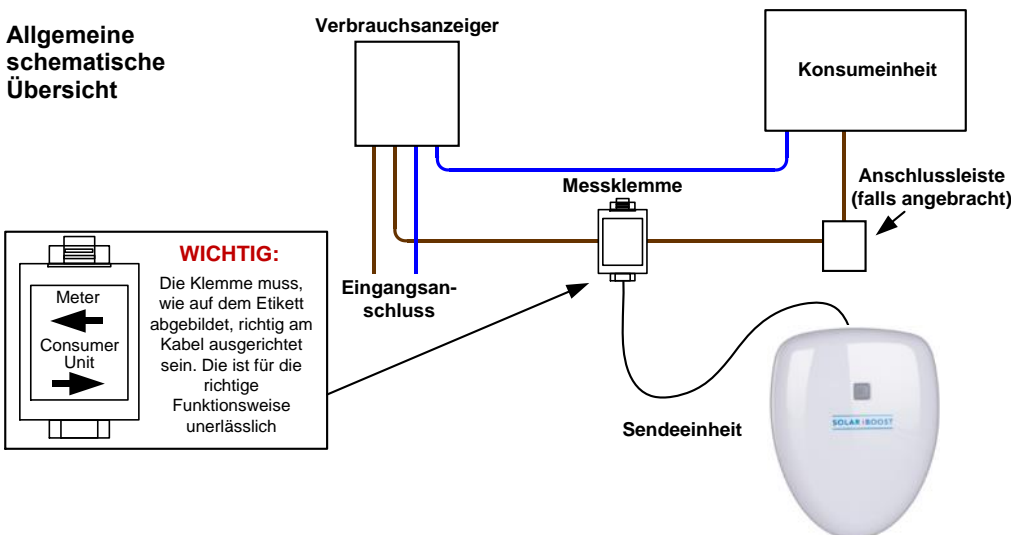 Allgemeine
schematische
Übersicht
Verbrauchsanzeiger
Konsumeinheit
Anschlussleiste
(falls angebracht)
Messklemme
Eingangsan-
schluss
WICHTIG:
Die Klemme muss,
wie auf dem Etikett
abgebildet, richtig am
Kabel ausgerichtet
sein. Die ist für die
richtige
Funktionsweise
unerlässlich
Meter
Consumer
Unit
Sendeeinheit
SOLAR iBOOST